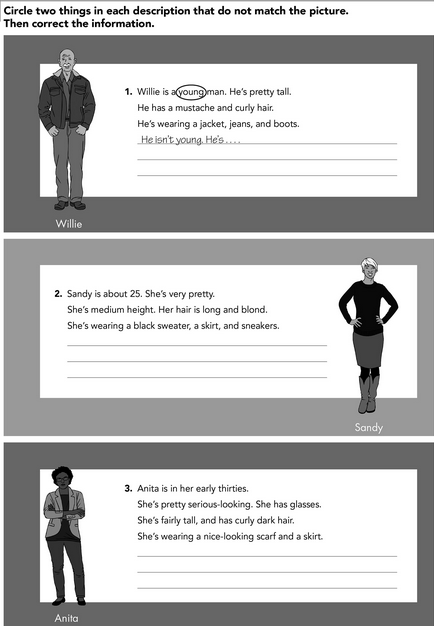 Circle two things in each description that do not match the picture.
Then correct the information.
1. Willie is a young man. He's pretty tall.
He has a mustache and curly hair.
He's wearing a jacket, jeans, and boots.
He isn't young. He's ....
Willie
2. Sandy is about 25. She's very pretty.
She's medium height. Her hair is long and blond.
She's wearing a black sweater, a skirt, and sneakers.
Sandy
3. Anita is in her early thirties.
She's pretty serious-looking. She has glasses.
She's fairly tall, and has curly dark hair.
She's wearing a nice-looking scarf and a skirt.
Anita